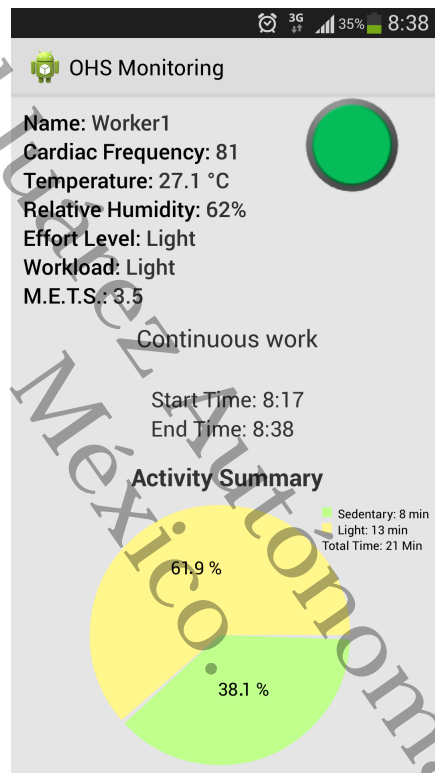 3G 35% 8:38
OHS Monitoring
Name: Worker1
Cardiac Frequency: 81
Temperature: 27.1 °C
Relative Humidity: 62%
Effort Level: Light
Workload: Light
M.E.T.S.: 3.5
Continuous work
Start Time: 8:17
End Time: 8:38
Activity Summary
Sedentary: 8 min
Light: 13 min
Total Time: 21 Min
61.9 %
38.1 %
Juárez Autónom
México.